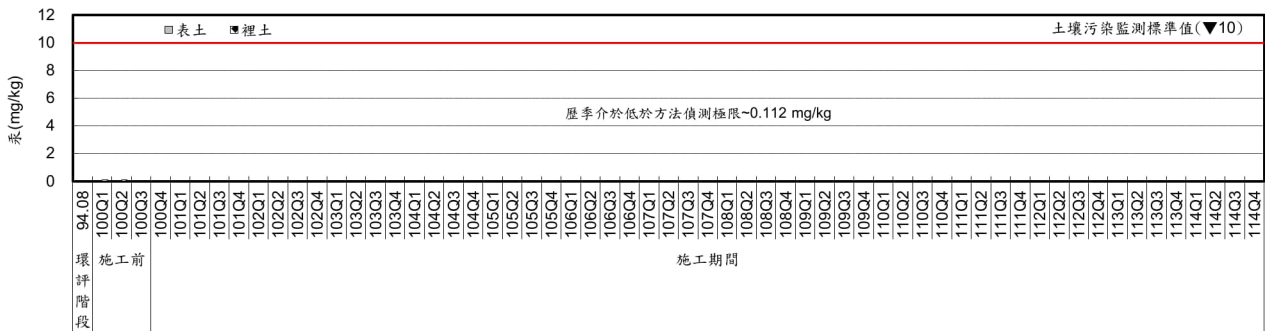 12
10
8
6
4
2
0
汞(mg/kg)
表土 裡土
土壤污染監測標準值(▼10)
歷季介於低於方法偵測極限~0.112 mg/kg
94.08 100Q1 100Q2 100Q3 100Q4 101Q1 101Q2 101Q3 101Q4 102Q1 102Q2 102Q3 102Q4 103Q1 103Q2 103Q3 103Q4 104Q1 104Q2 104Q3 104Q4 105Q1 105Q2 105Q3 105Q4 106Q1 106Q2 106Q3 106Q4 107Q1 107Q2 107Q3 107Q4 108Q1 108Q2 108Q3 108Q4 109Q1 109Q2 109Q3 109Q4 110Q1 110Q2 110Q3 110Q4 111Q1 111Q2 111Q3 111Q4 112Q1 112Q2 112Q3 112Q4 113Q1 113Q2 113Q3 113Q4 114Q1 114Q2 114Q3 114Q4
環評階段 施工前 施工期間